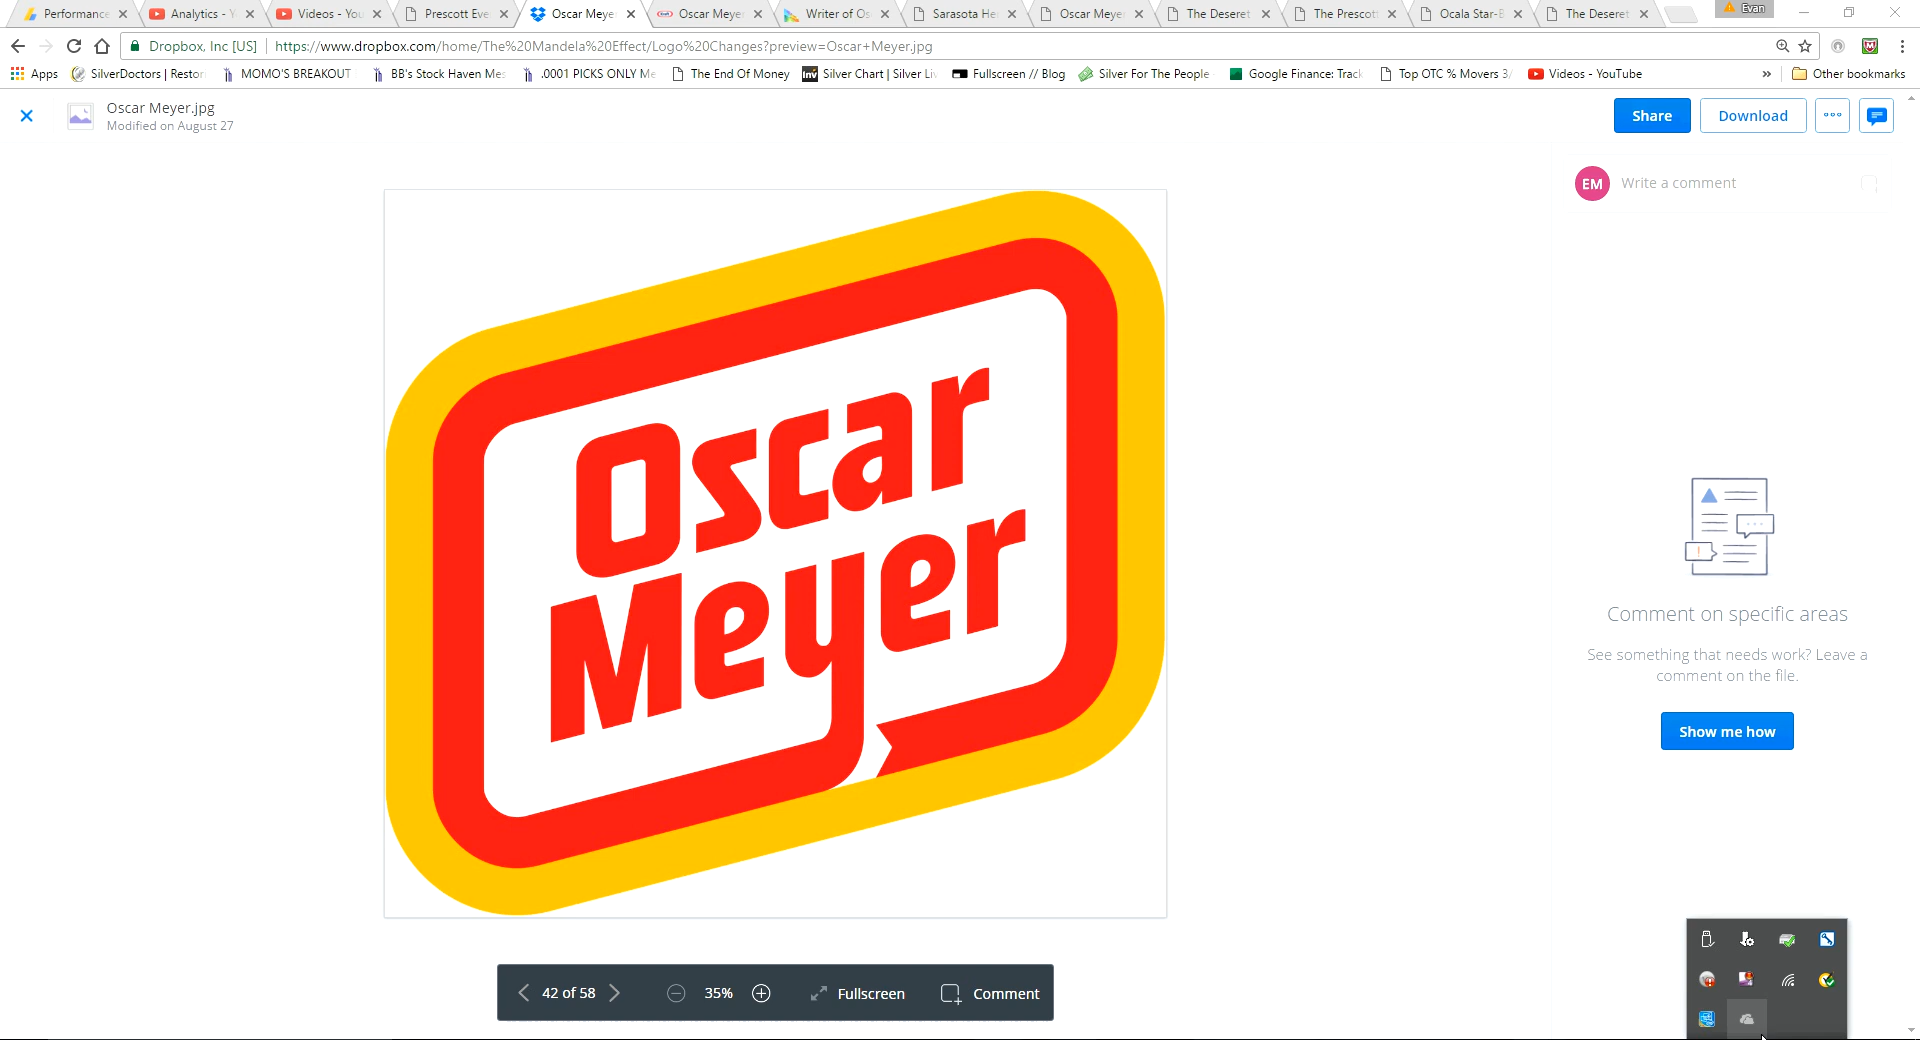 Performance
Analytics - Y
Videos - You
Prescott Eve
Oscar Meye
Oscar Meye
Writer of Os
Sarasota He
Oscar Meye
The Deseret
The Prescott
Ocala Star-B
The Deseret
Evan
Dropbox, Inc [US]
https://www.dropbox.com/home/The%20Mandela%20Effect/Logo%20Changes?preview=Oscar+Meyer.jpg
Apps
SilverDoctors | Restor
MOMO'S BREAKOUT
BB's Stock Haven Mes
.0001 PICKS ONLY Me
The End Of Money
Inv
Silver Chart | Silver Li
Fullscreen // Blog
Silver For The People
Google Finance: Track
Top OTC % Movers 3/
Videos - YouTube
»
Other bookmarks
Oscar Meyer.jpg
Modified on August 27
Share
Download
EM
Write a comment
Oscar
Meyer
Comment on specific areas
See something that needs work? Leave a
comment on the file.
Show me how
42 of 58
35%
Fullscreen
Comment